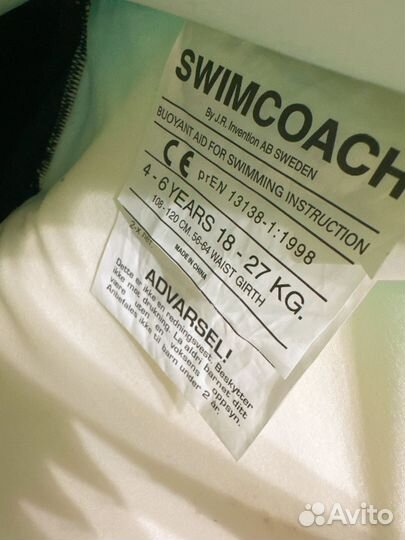 SWIMCOACH
By J.R. Invention AB SWEDEN
BUOYANT AID FOR SWIMMING INSTRUCTION
CE prEN 13138-1:1998
4 - 6 YEARS 18 - 27 KG.
108-120 CM. 56-64 WAIST GIRTH
MADE IN CHINA
ADVARSEL!
Dette er ikke en redningsvest. Beskytter
ikke mot drukning. La aldri barnet ditt
være uten en voksens oppsyn.
Anbefales ikke til barn under 2 år.
Avito